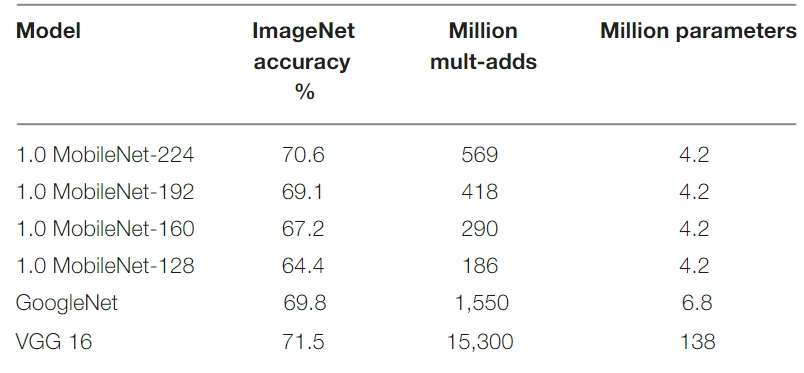 Model ImageNet accuracy % Million mult-adds Million parameters
1.0 MobileNet-224 70.6 569 4.2
1.0 MobileNet-192 69.1 418 4.2
1.0 MobileNet-160 67.2 290 4.2
1.0 MobileNet-128 64.4 186 4.2
GoogleNet 69.8 1,550 6.8
VGG 16 71.5 15,300 138